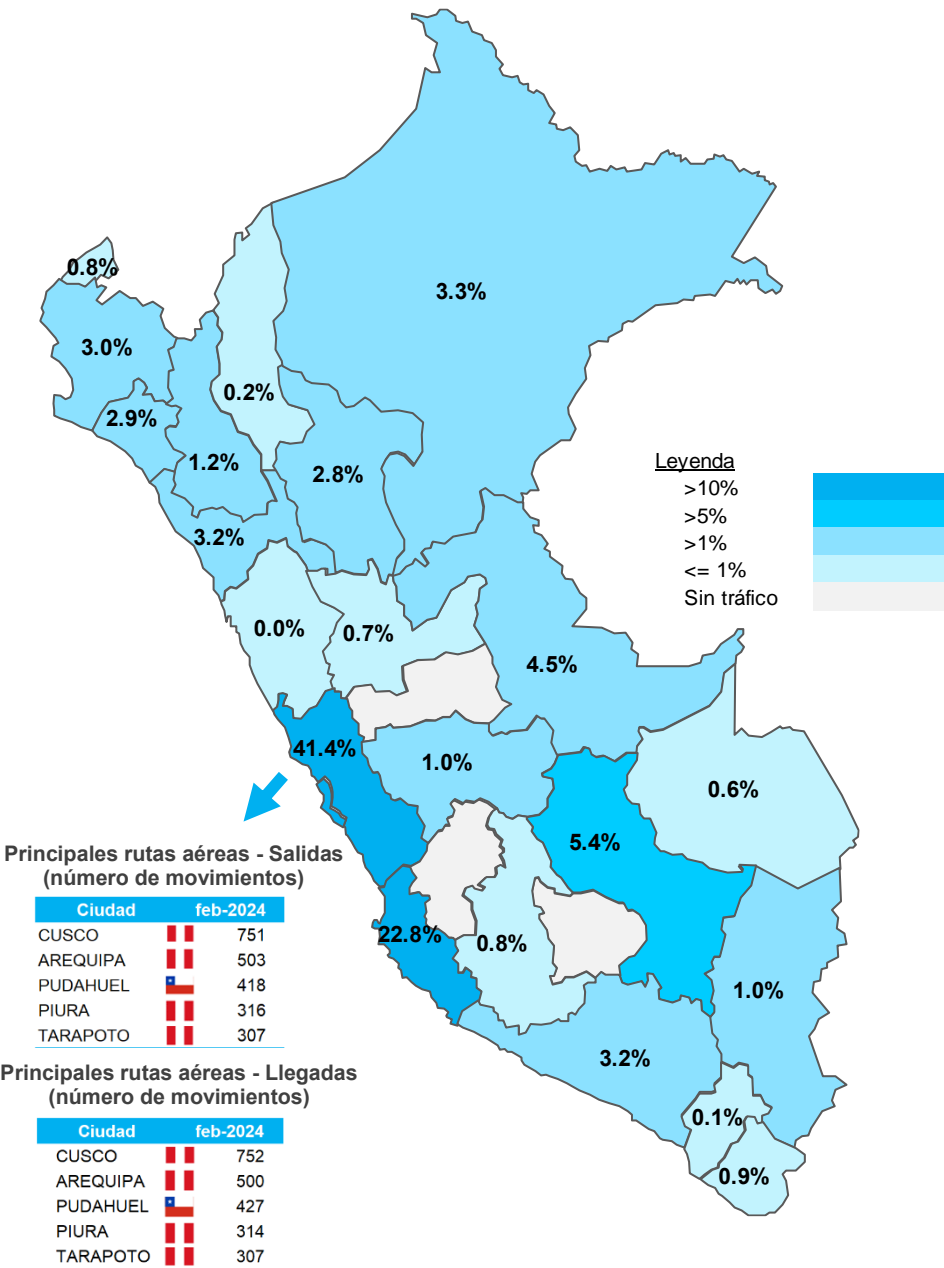 0.8%
3.3%
3.0%
0.2%
2.9%
1.2%
2.8%
3.2%
Leyenda
>10%
>5%
>1%
<= 1%
Sin tráfico
0.0%
0.7%
4.5%
41.4%
1.0%
0.6%
5.4%
22.8%
0.8%
1.0%
3.2%
0.1%
0.9%
Principales rutas aéreas - Salidas
(número de movimientos)
Ciudad feb-2024
CUSCO 751
AREQUIPA 503
PUDAHUEL 418
PIURA 316
TARAPOTO 307
Principales rutas aéreas - Llegadas
(número de movimientos)
Ciudad feb-2024
CUSCO 752
AREQUIPA 500
PUDAHUEL 427
PIURA 314
TARAPOTO 307